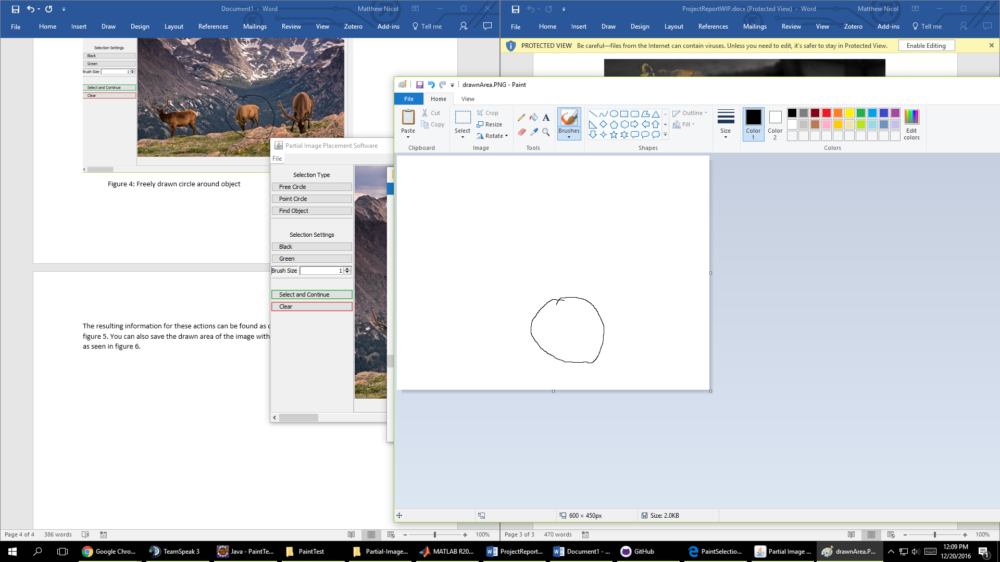 Document1 - Word
Matthew Nicol
File Home Insert Draw Design Layout References Mailings Review View Zotero Add-ins Tell me
ProjectReportWIP.docx (Protected View) - Word
Matthew Nicol
File Home Insert Draw Design Layout References Mailings Review View Zotero Add-ins Tell me
PROTECTED VIEW Be careful—files from the Internet can contain viruses. Unless you need to edit, it's safer to stay in Protected View.
Enable Editing
Selection Settings
Black
Green
Brush Size 1
Select and Continue
Clear
Figure 4: Freely drawn circle around object
The resulting information for these actions can be found as
figure 5. You can also save the drawn area of the image with
as seen in figure 6.
Partial Image Placement Software
File
Selection Type
Free Circle
Point Circle
Find Object
Selection Settings
Black
Green
Brush Size 1
Select and Continue
Clear
drawnArea.PNG - Paint
File Home View
Paste
Cut
Copy
Clipboard
Select
Crop
Resize
Rotate
Image
Tools
Brushes
Shapes
Outline
Fill
Size
Color 1
Color 2
Edit colors
Colors
600 × 450px
Size: 2.0KB
Page 4 of 4 386 words 100%
Page 3 of 3 470 words 100%
Google Chro...
TeamSpeak 3
Java - PaintTe...
PaintTest
Partial-Image...
MATLAB R20...
ProjectReport...
Document1 - ...
GitHub
PaintSelectio...
Partial Image ...
drawnArea.P...
12:09 PM
12/20/2016
1